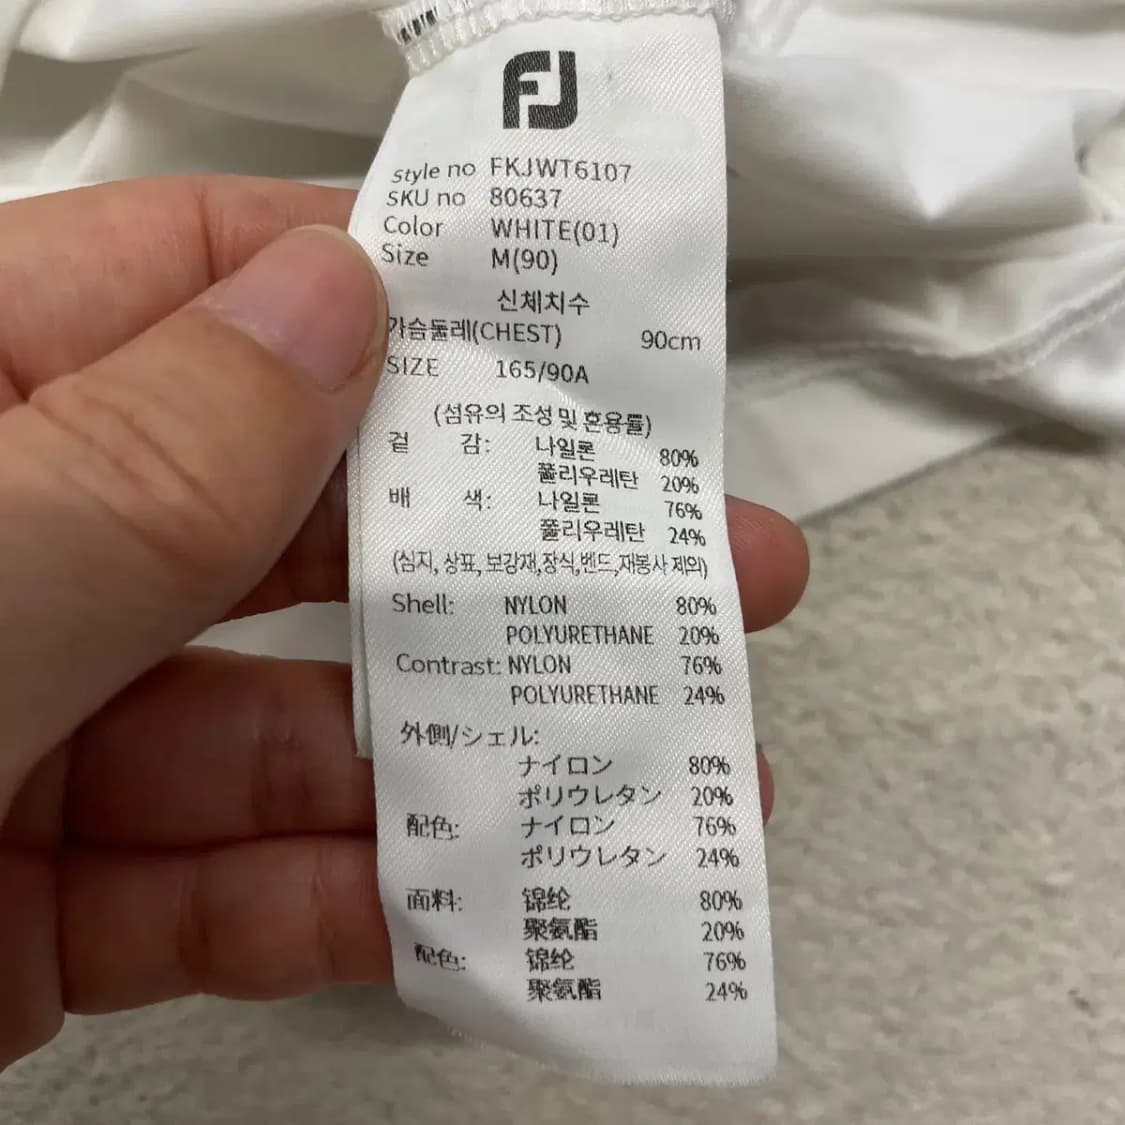 FJ
style no FKJWT6107
SKU no 80637
Color WHITE(01)
Size M(90)
신체치수
가슴둘레(CHEST) 90cm
SIZE 165/90A
(섬유의 조성 및 혼용률)
겉 감: 나일론 80%
폴리우레탄 20%
배 색: 나일론 76%
폴리우레탄 24%
(심지, 상표, 보강재,장식,벤드,재봉사 제외)
Shell: NYLON 80%
POLYURETHANE 20%
Contrast: NYLON 76%
POLYURETHANE 24%
外側/シェル:
ナイロン 80%
ポリウレタン 20%
配色: ナイロン 76%
ポリウレタン 24%
面料: 锦纶 80%
聚氨酯 20%
配色: 锦纶 76%
聚氨酯 24%